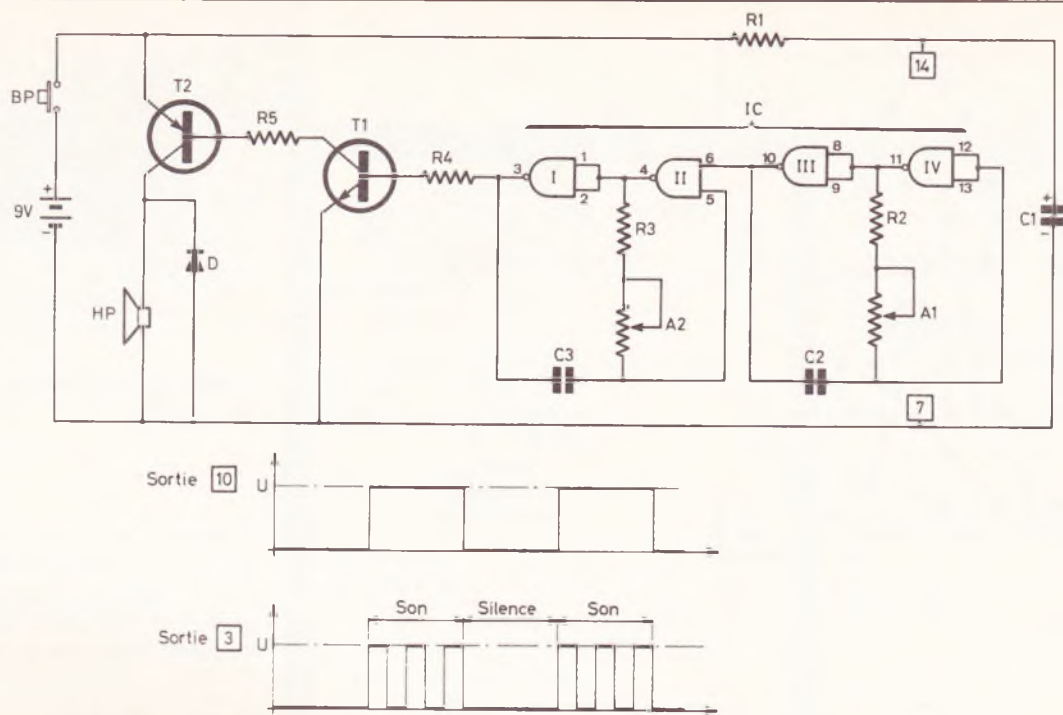 R1
14
BP
T2
R5
T1
R4
IC
3
I
1
2
4
II
6
5
10
III
8
9
11
IV
12
13
+
9V
-
D
HP
R3
A2
C3
R2
A1
C2
+
C1
-
7
Sortie 10 U
Son Silence Son
Sortie 3 U